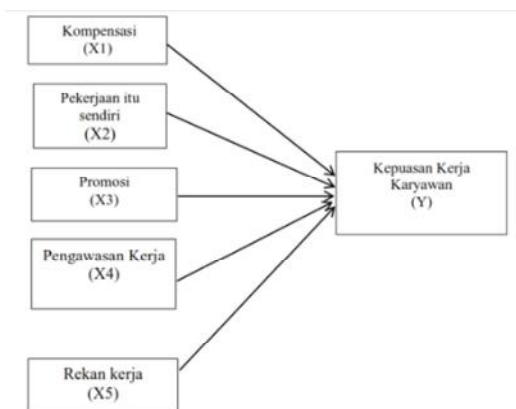 Kompensasi
(X1)
Pekerjaan itu
sendiri
(X2)
Promosi
(X3)
Pengawasan Kerja
(X4)
Rekan kerja
(X5)
Kepuasan Kerja
Karyawan
(Y)